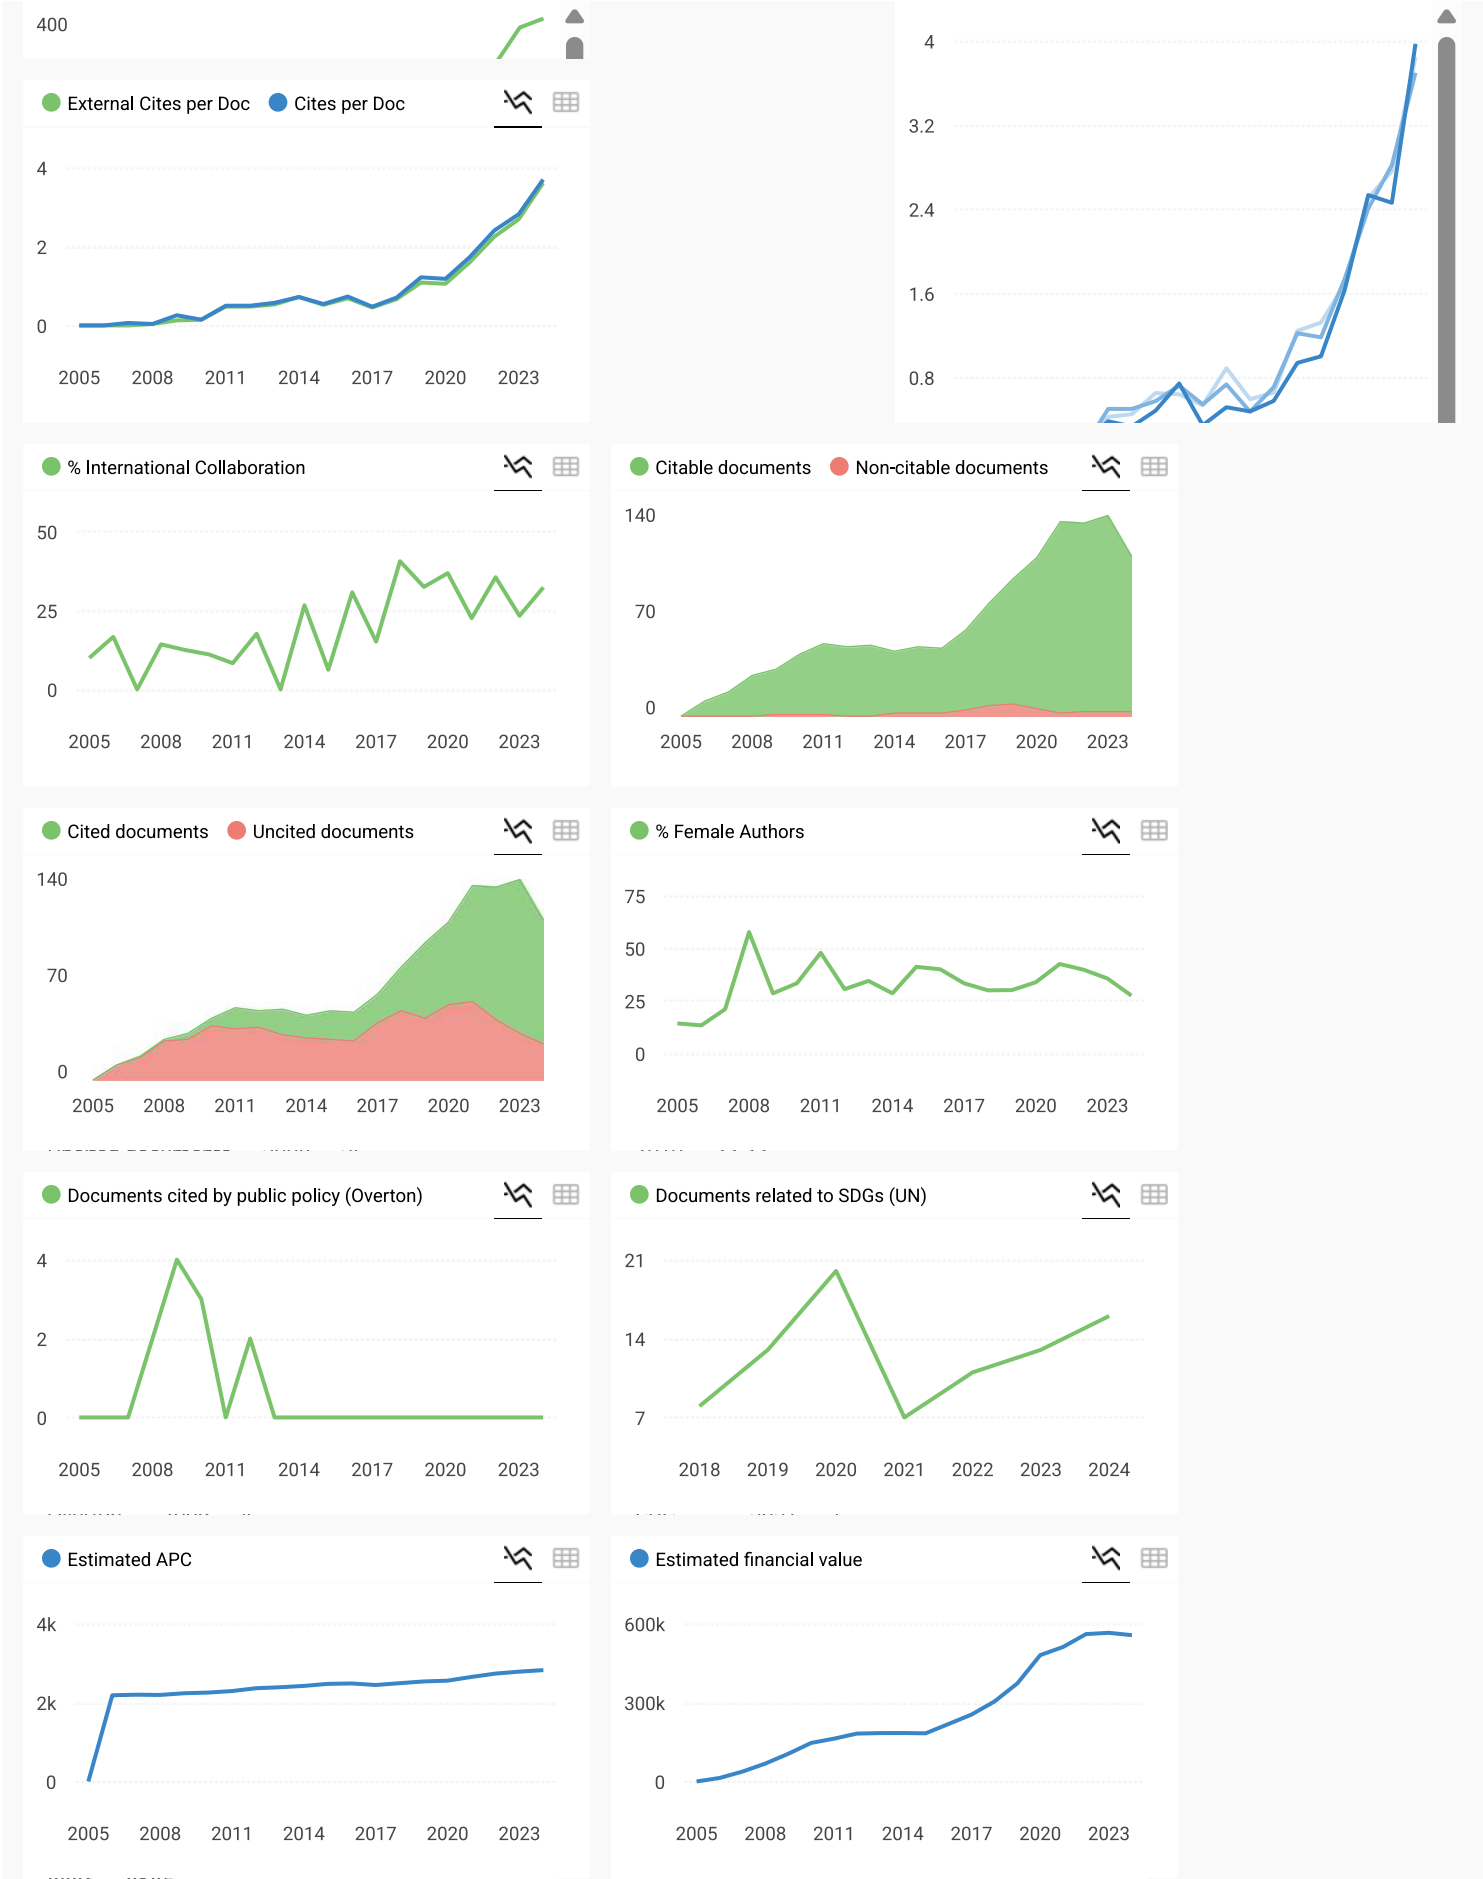 400
4
3.2
2.4
1.6
0.8
External Cites per Doc Cites per Doc
4
2
0
2005 2008 2011 2014 2017 2020 2023
% International Collaboration
50
25
0
2005 2008 2011 2014 2017 2020 2023
Citable documents Non-citable documents
140
70
0
2005 2008 2011 2014 2017 2020 2023
Cited documents Uncited documents
140
70
0
2005 2008 2011 2014 2017 2020 2023
% Female Authors
75
50
25
0
2005 2008 2011 2014 2017 2020 2023
Documents cited by public policy (Overton)
4
2
0
2005 2008 2011 2014 2017 2020 2023
Documents related to SDGs (UN)
21
14
7
2018 2019 2020 2021 2022 2023 2024
Estimated APC
4k
2k
0
2005 2008 2011 2014 2017 2020 2023
Estimated financial value
600k
300k
0
2005 2008 2011 2014 2017 2020 2023